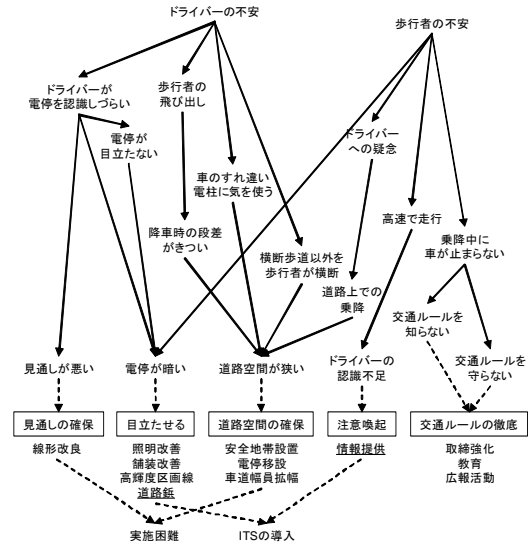 ドライバーの不安
歩行者の不安
ドライバーが
電停を認識しづらい
歩行者の
飛び出し
電停が
目立たない
ドライバー
への疑念
車のすれ違い
電柱に気を使う
高速で走行
降車時の段差
がきつい
横断歩道以外を
歩行者が横断
乗降中に
車が止まらない
道路上での
乗降
交通ルールを
知らない
見通しが悪い
電停が暗い
道路空間が狭い
ドライバーの
認識不足
交通ルールを
守らない
見通しの確保
目立たせる
道路空間の確保
注意喚起
交通ルールの徹底
線形改良
照明改善
舗装改善
高輝度区画線
道路鋲
安全地帯設置
電停移設
車道幅員拡幅
情報提供
取締強化
教育
広報活動
実施困難
ITSの導入